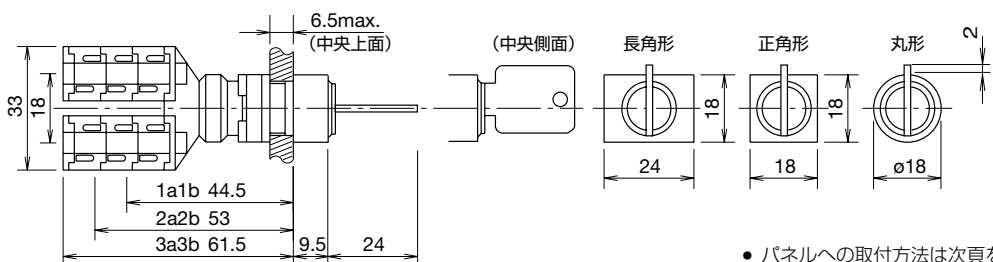 6.5max.
(中央上面)
(中央側面)
長角形
正角形
丸形
2
33
18
18
18
24
18
ø18
1a1b 44.5
2a2b 53
3a3b 61.5
9.5
24
● パネルへの取付方法は次頁を